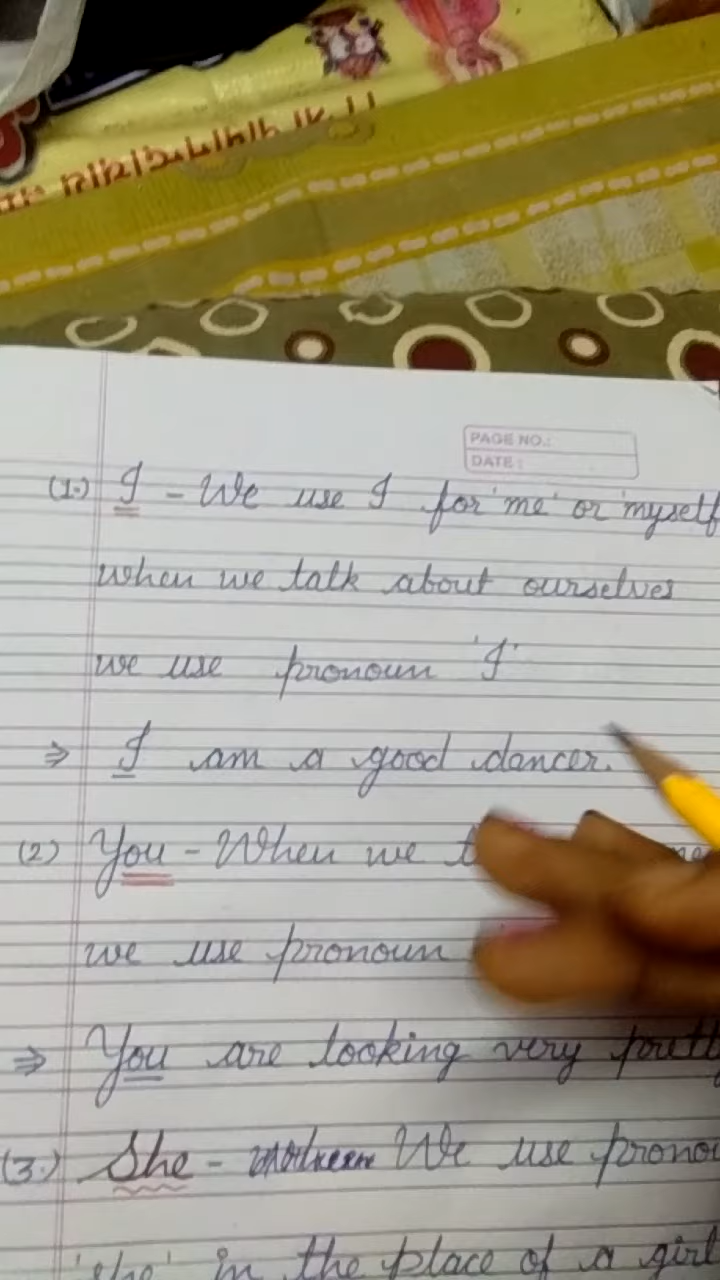 PAGE NO.:
DATE:
(1.) I - We use I for 'me' or 'myself
when we talk about ourselves
we use pronoun 'I'
⇒ I am a good dancer.
(2) You - When we
we use pronoun
⇒ You are looking very
(3.) She - We use
'she' in the place of a girl